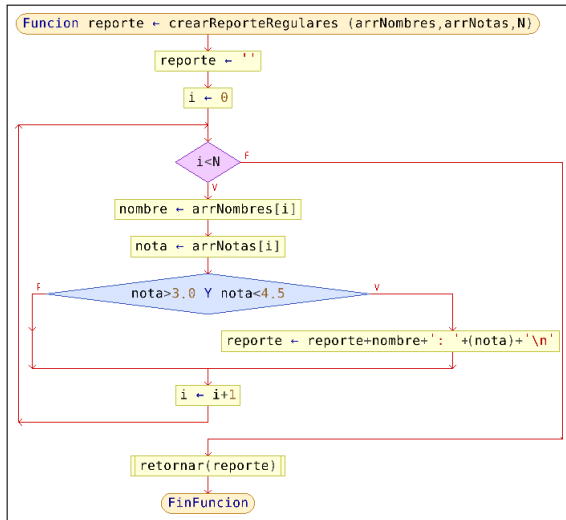 Funcion reporte ← crearReporteRegulares (arrNombres,arrNotas,N)
reporte ← ''
i ← 0
i<N
F
V
nombre ← arrNombres[i]
nota ← arrNotas[i]
nota>3.0 Y nota<4.5
F
V
reporte ← reporte+nombre+': '+(nota)+'\n'
i ← i+1
retornar(reporte)
FinFuncion